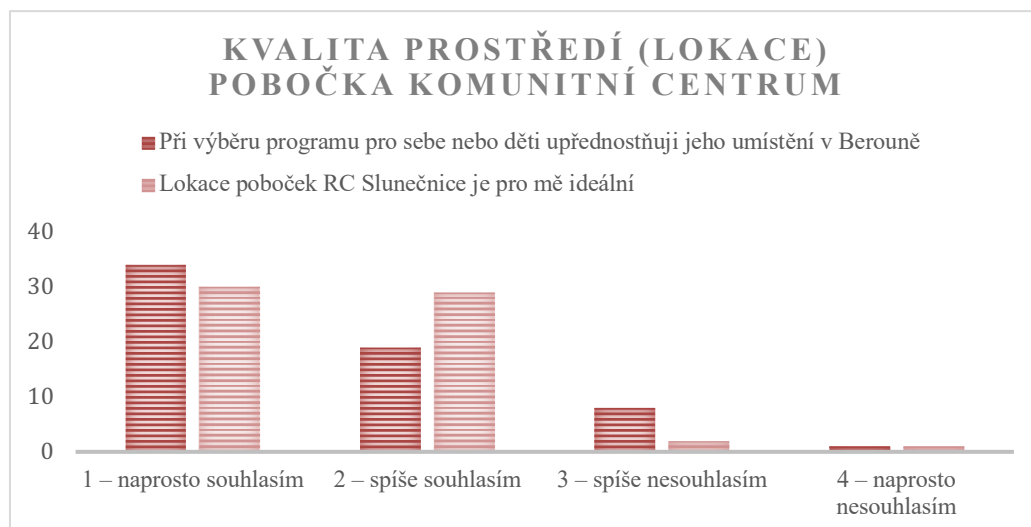 KVALITA PROSTŘEDÍ (LOKACE)
POBOČKA KOMUNITNÍ CENTRUM
Při výběru programu pro sebe nebo děti upřednostňuji jeho umístění v Berouně
Lokace poboček RC Slunečnice je pro mě ideální
40
30
20
10
0
1 – naprosto souhlasím
2 – spíše souhlasím
3 – spíše nesouhlasím
4 – naprosto
nesouhlasím